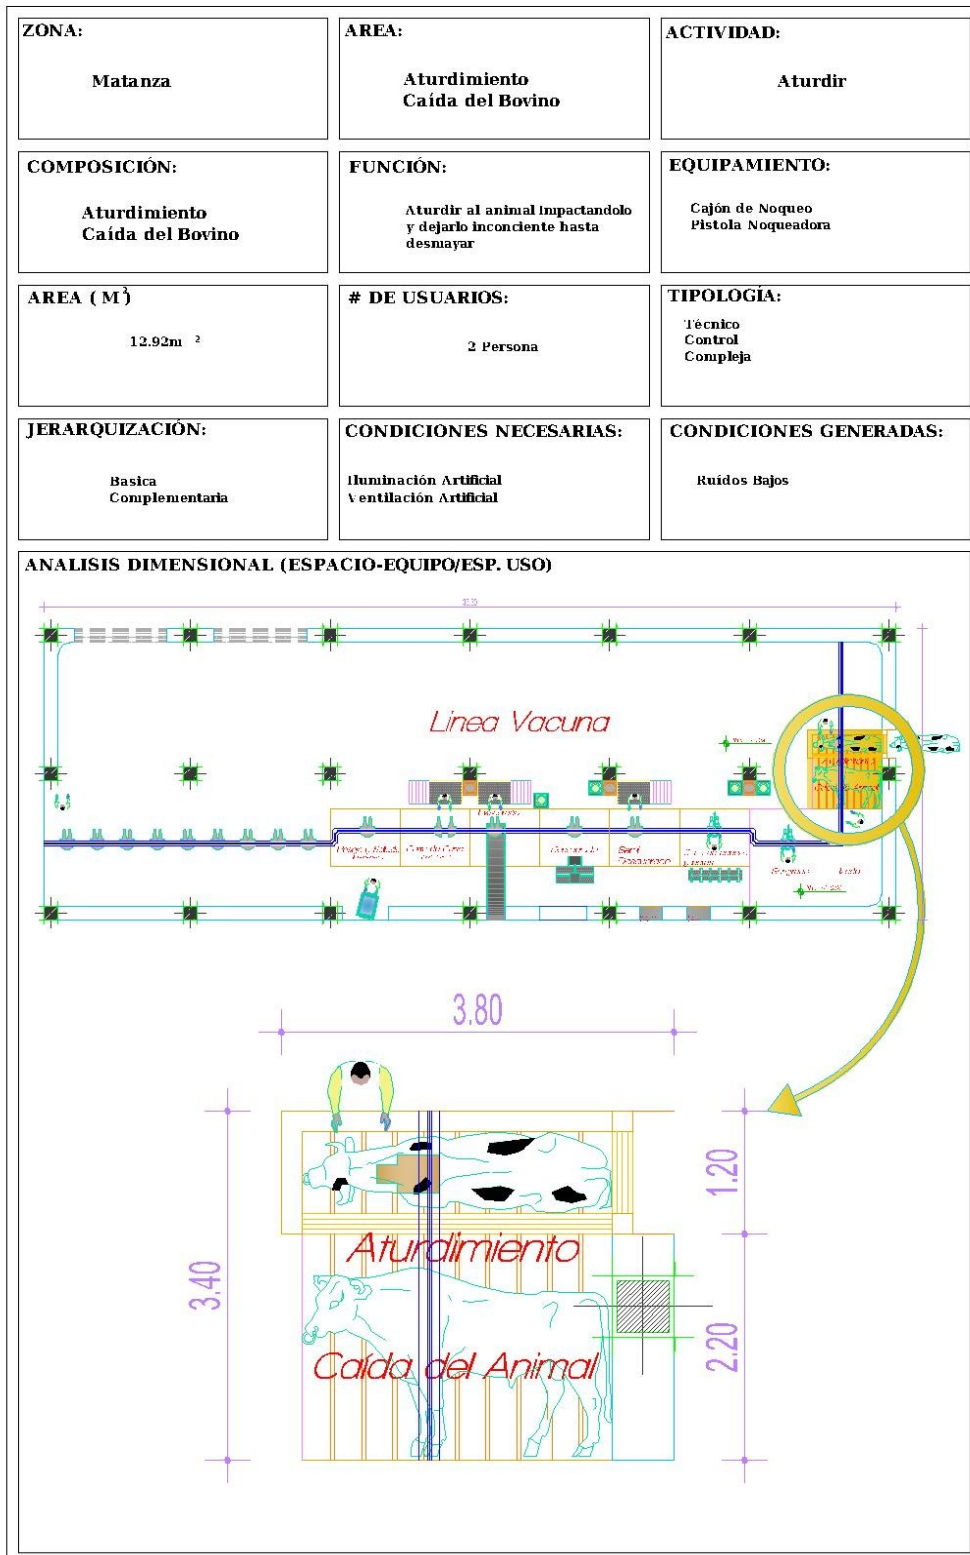 ZONA:
Matanza
AREA:
Aturdimiento
Caída del Bovino
ACTIVIDAD:
Aturdir
COMPOSICIÓN:
Aturdimiento
Caída del Bovino
FUNCIÓN:
Aturdir al animal impactandolo
y dejarlo inconciente hasta
desmayar
EQUIPAMIENTO:
Cajón de Noqueo
Pistola Noqueadora
AREA ( M²)
12.92m ²
# DE USUARIOS:
2 Persona
TIPOLOGÍA:
Técnico
Control
Compleja
JERARQUIZACIÓN:
Basica
Complementaria
CONDICIONES NECESARIAS:
Iluminación Artificial
Ventilación Artificial
CONDICIONES GENERADAS:
Ruídos Bajos
ANALISIS DIMENSIONAL (ESPACIO-EQUIPO/ESP. USO)
Linea Vacuna
3.80
1.20
Aturdimiento
3.40
2.20
Caída del Animal